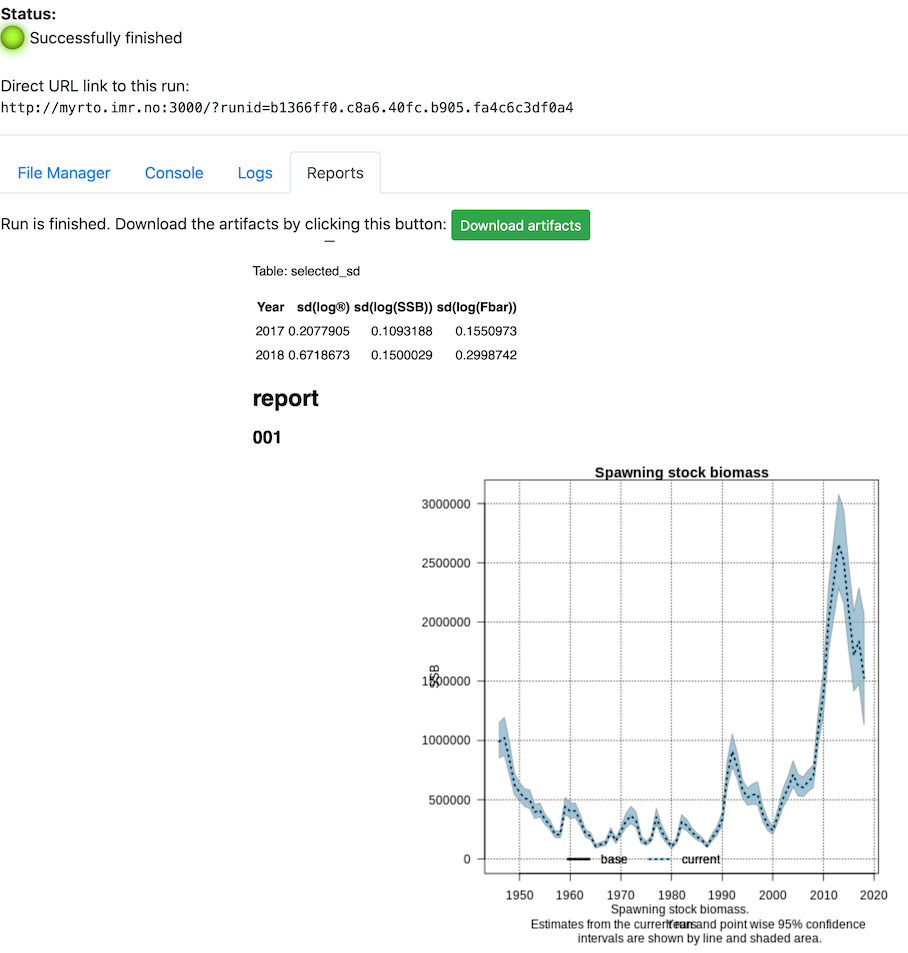 Status:
Successfully finished
Direct URL link to this run:
http://myrto.imr.no:3000/?runid=b1366ff0.c8a6.40fc.b905.fa4c6c3df0a4
File Manager Console Logs Reports
Run is finished. Download the artifacts by clicking this button: Download artifacts
Table: selected_sd
Year sd(log®) sd(log(SSB)) sd(log(Fbar))
2017 0.2077905 0.1093188 0.1550973
2018 0.6718673 0.1500029 0.2998742
report
001
Spawning stock biomass
3000000
2500000
2000000
1500000
1000000
500000
0
SSB
base current
1950 1960 1970 1980 1990 2000 2010 2020
Years
Spawning stock biomass.
Estimates from the current run and point wise 95% confidence
intervals are shown by line and shaded area.